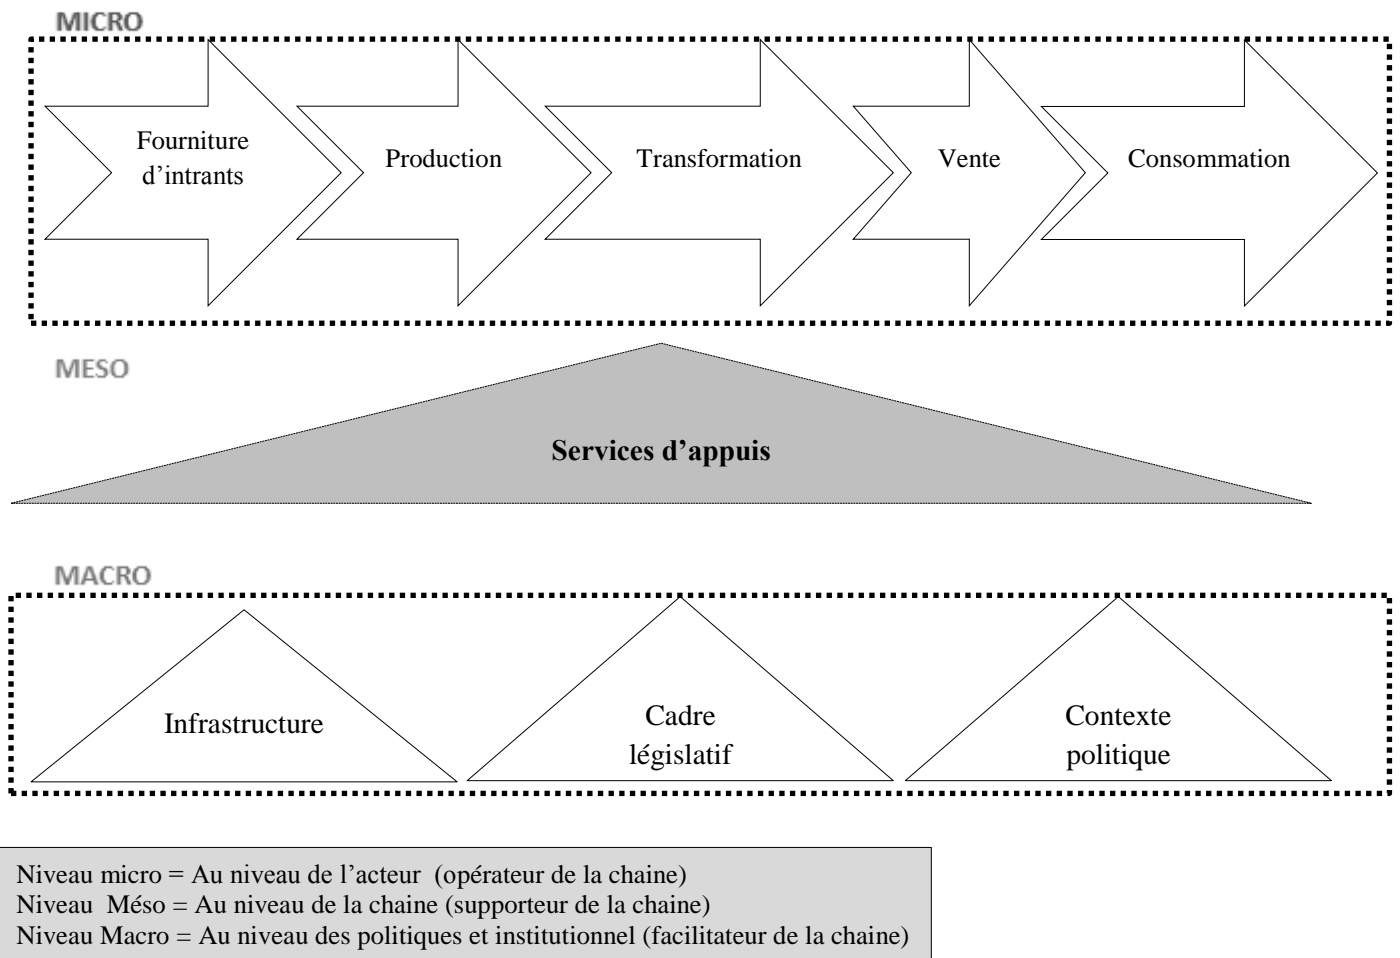 MICRO
Fourniture
d’intrants
Production
Transformation
Vente
Consommation
MESO
Services d’appuis
MACRO
Infrastructure
Cadre
législatif
Contexte
politique
Niveau micro = Au niveau de l’acteur (opérateur de la chaine)
Niveau Méso = Au niveau de la chaine (supporteur de la chaine)
Niveau Macro = Au niveau des politiques et institutionnel (facilitateur de la chaine)